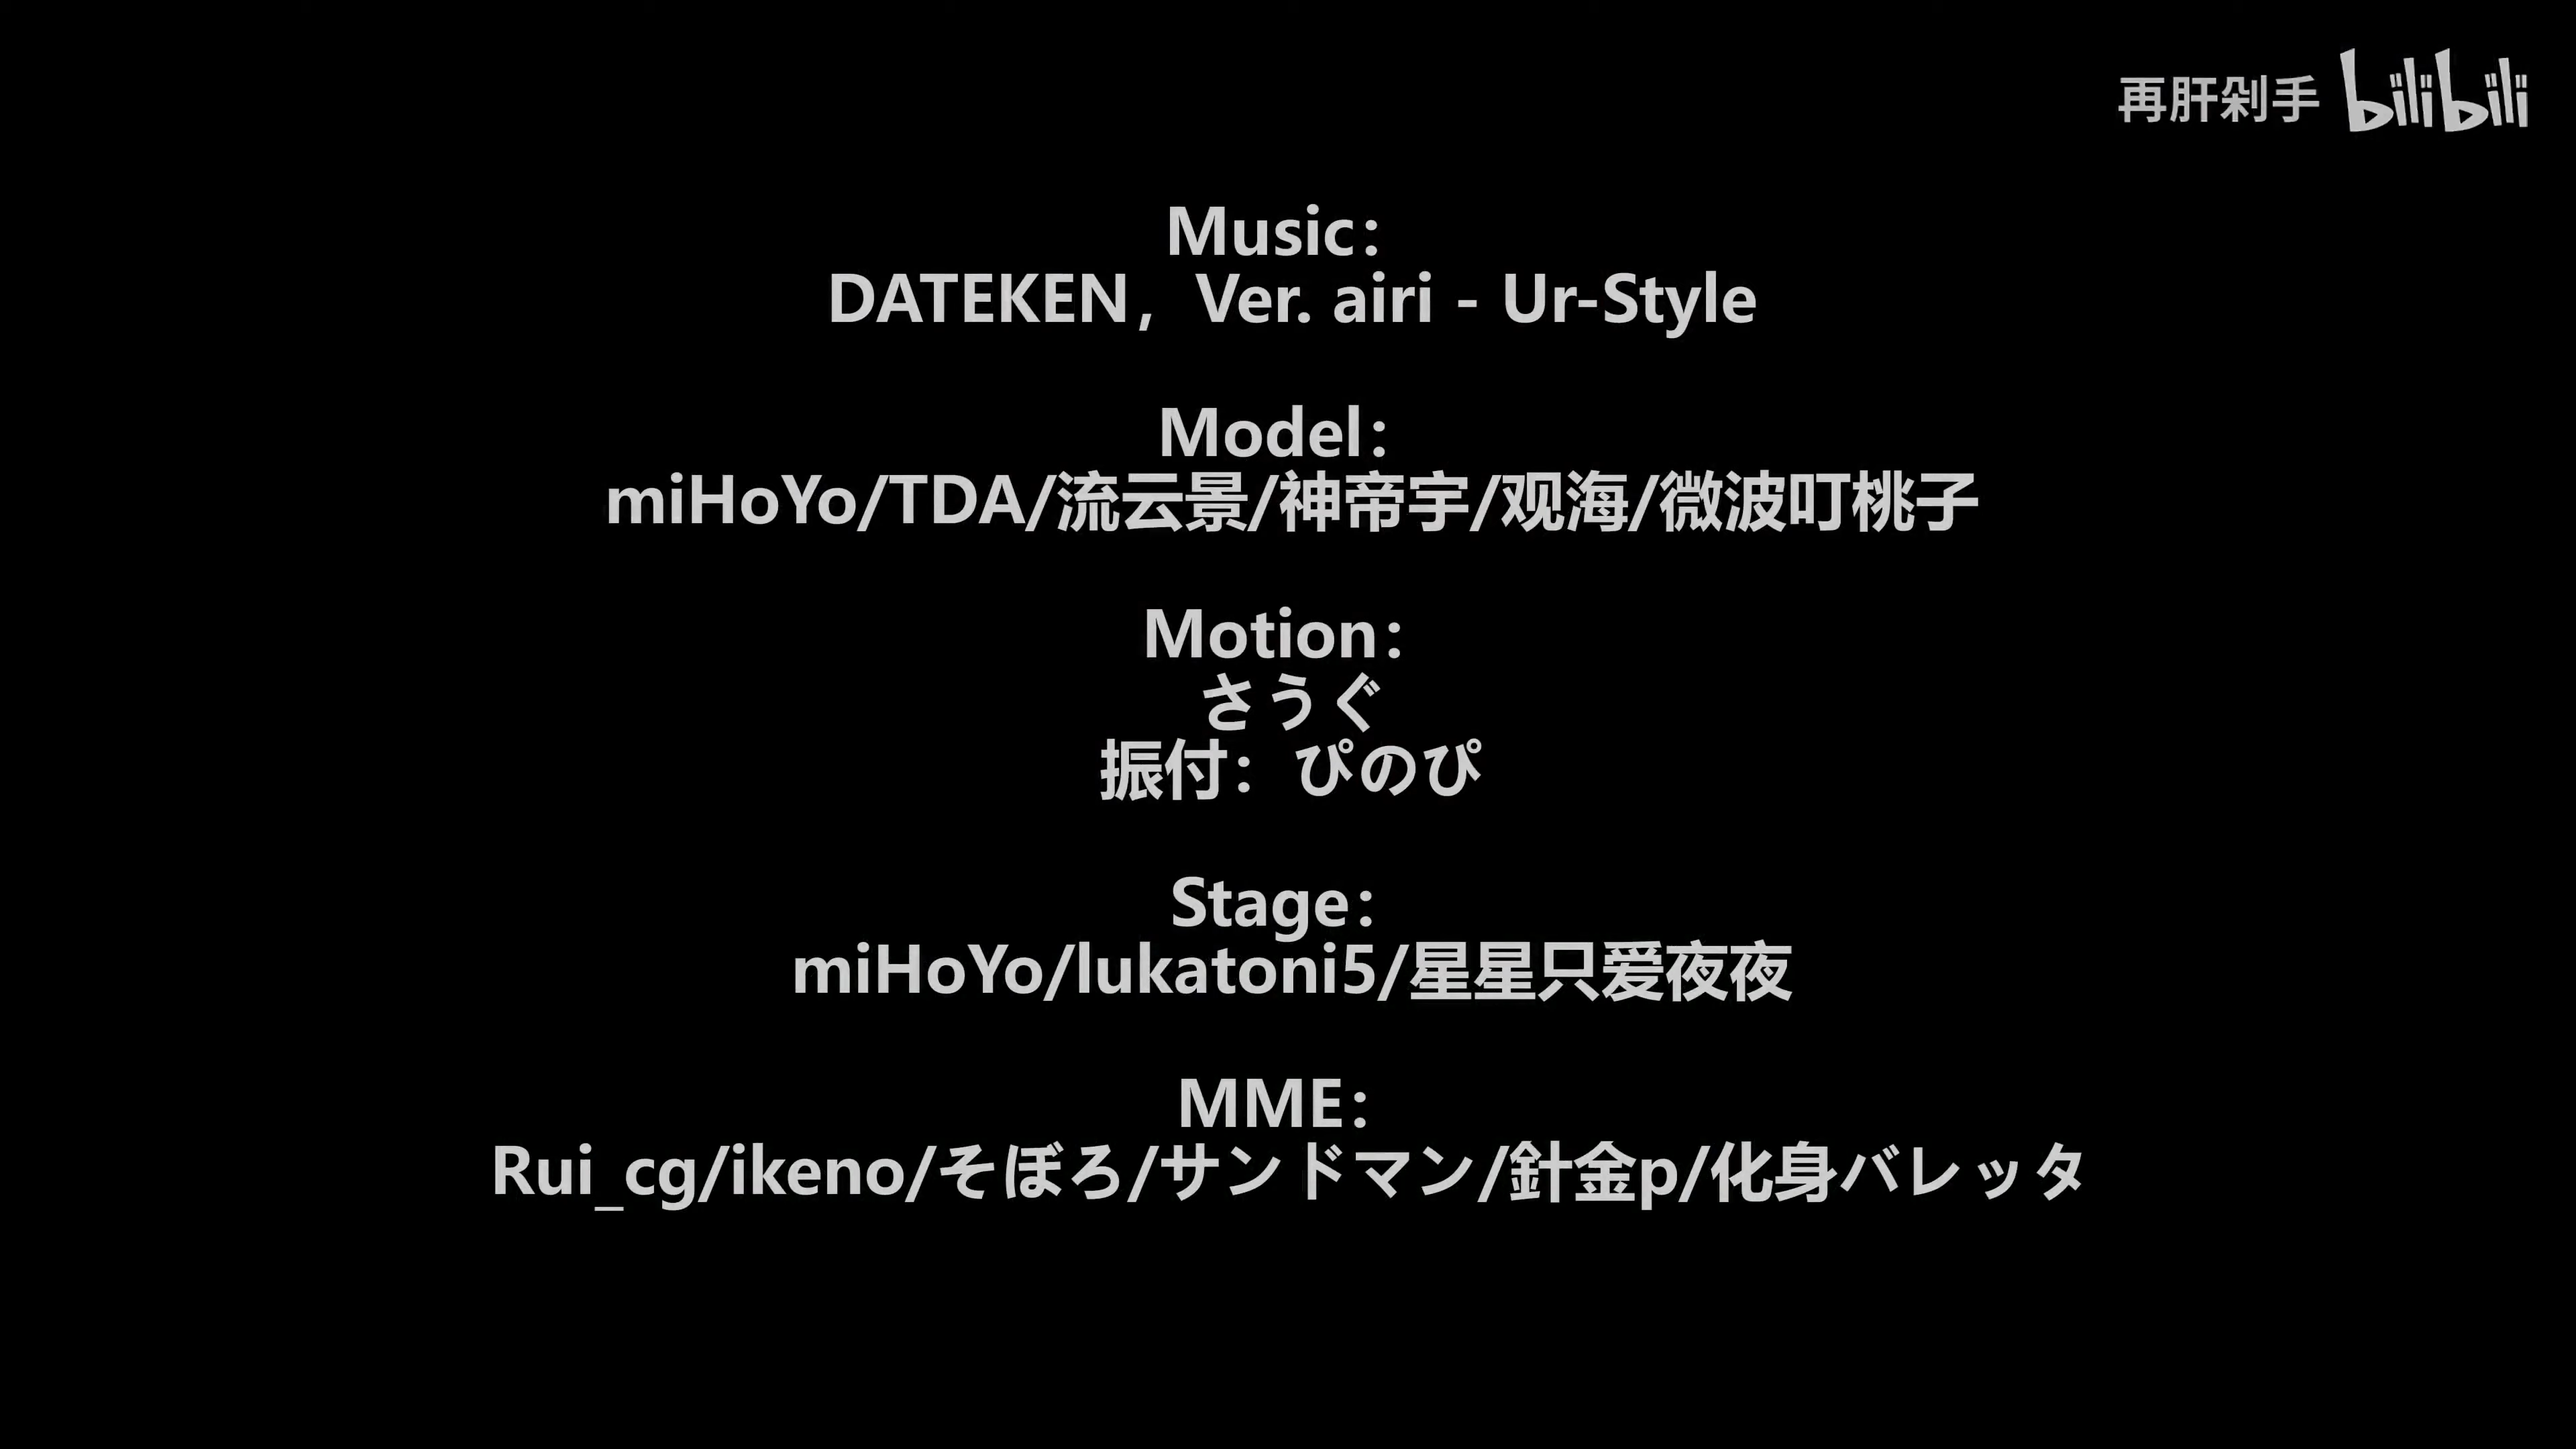 再肝剁手 bilibili
Music：
DATEKEN，Ver. airi - Ur-Style
Model：
miHoYo/TDA/流云景/神帝宇/观海/微波叮桃子
Motion：
さうぐ
振付：ぴのぴ
Stage：
miHoYo/lukatoni5/星星只爱夜夜
MME：
Rui_cg/ikeno/そぼろ/サンドマン/針金p/化身バレッタ